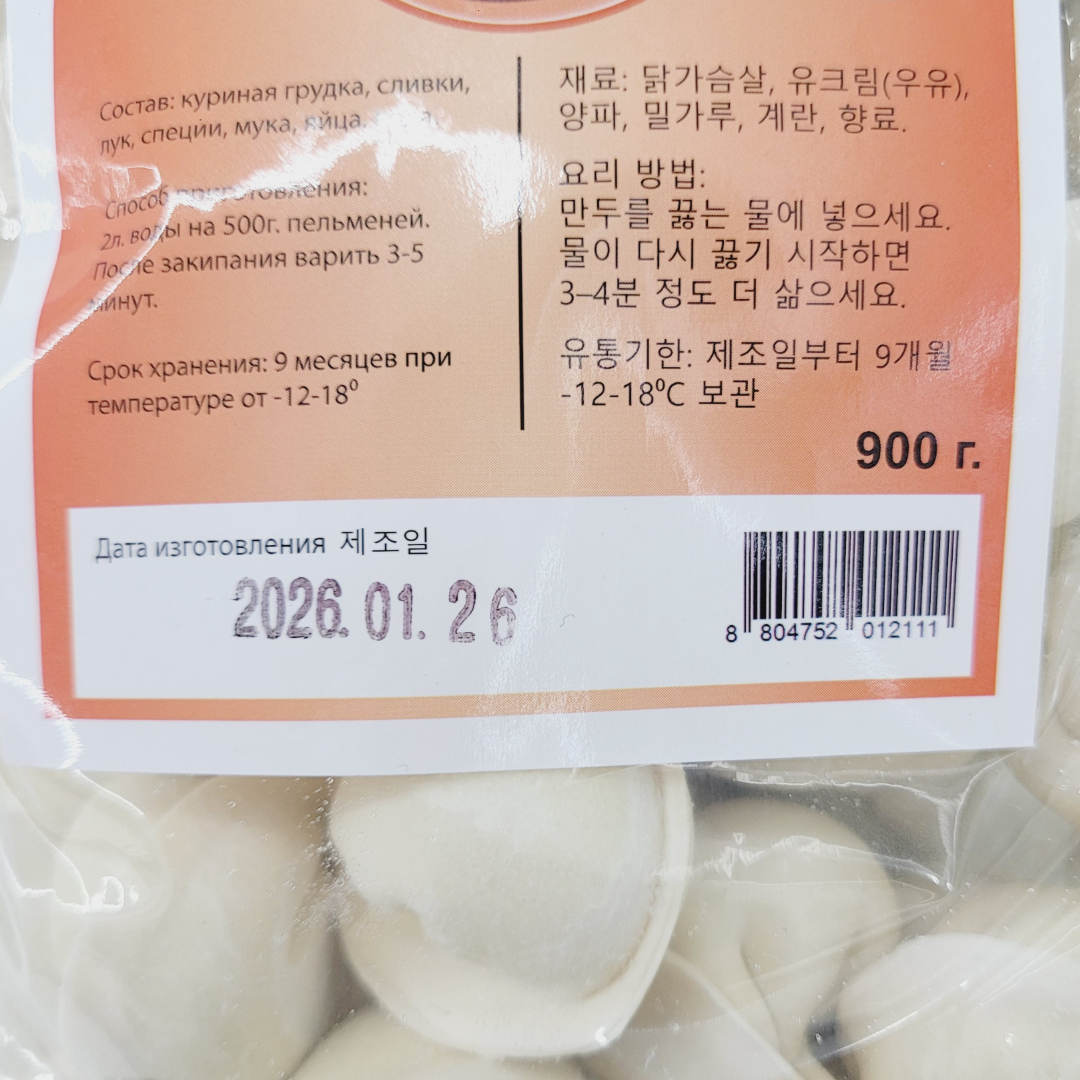 Состав: куриная грудка, сливки,
лук, специи, мука, яйца,
Способ приготовления:
2л. воды на 500г. пельменей.
После закипания варить 3-5
минут.
Срок хранения: 9 месяцев при
температуре от -12-18⁰
재료: 닭가슴살, 유크림(우유),
양파, 밀가루, 계란, 향료.
요리 방법:
만두를 끓는 물에 넣으세요.
물이 다시 끓기 시작하면
3–4분 정도 더 삶으세요.
유통기한: 제조일부터 9개월
-12-18⁰C 보관
900 г.
Дата изготовления 제조일
2026. 01. 26
8 804752 012111